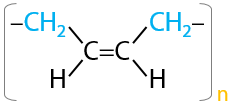 –CH₂ CH₂–
C=C
H H
n